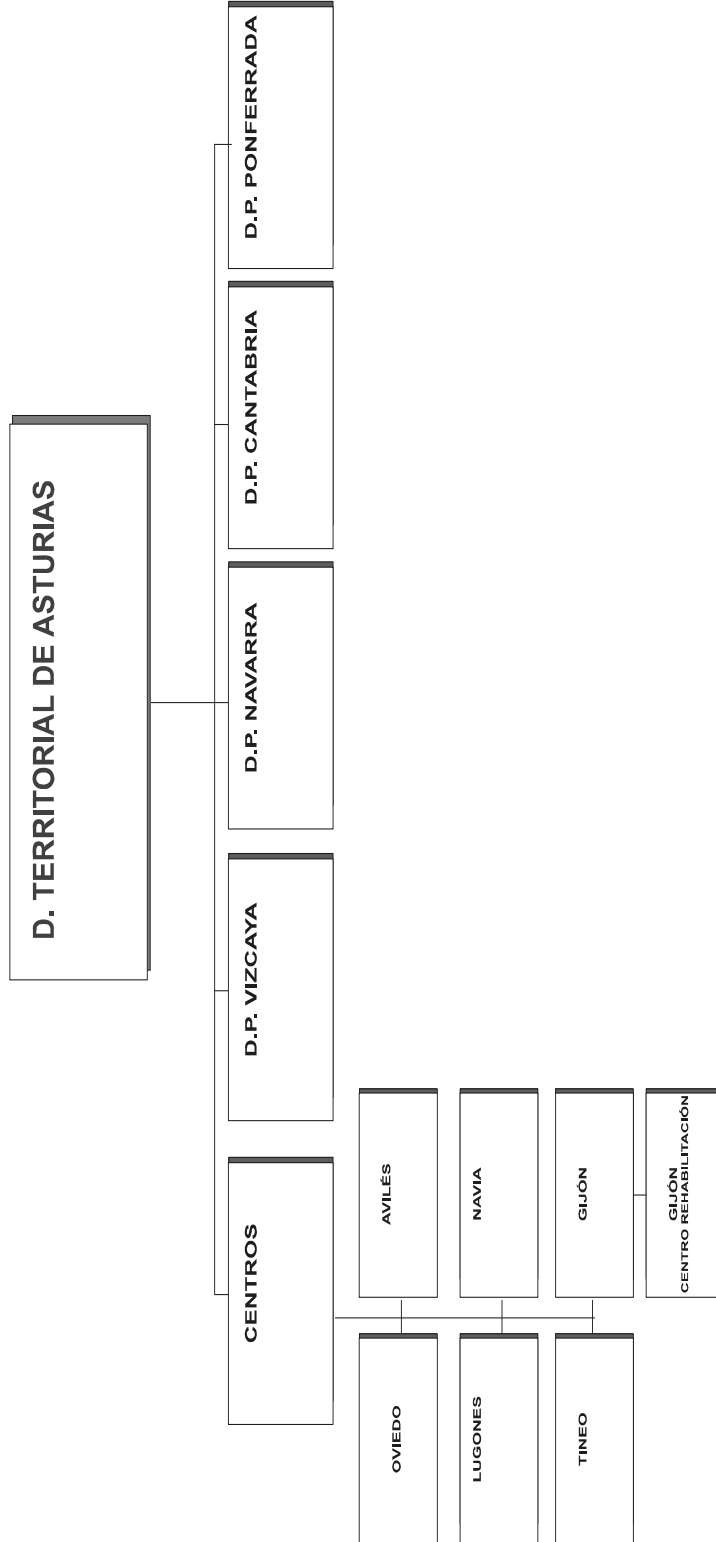 D. TERRITORIAL DE ASTURIAS
CENTROS
D.P. VIZCAYA
D.P. NAVARRA
D.P. CANTABRIA
D.P. PONFERRADA
OVIEDO
AVILÉS
LUGONES
NAVIA
TINEO
GIJÓN
GIJÓN
CENTRO REHABILITACIÓN